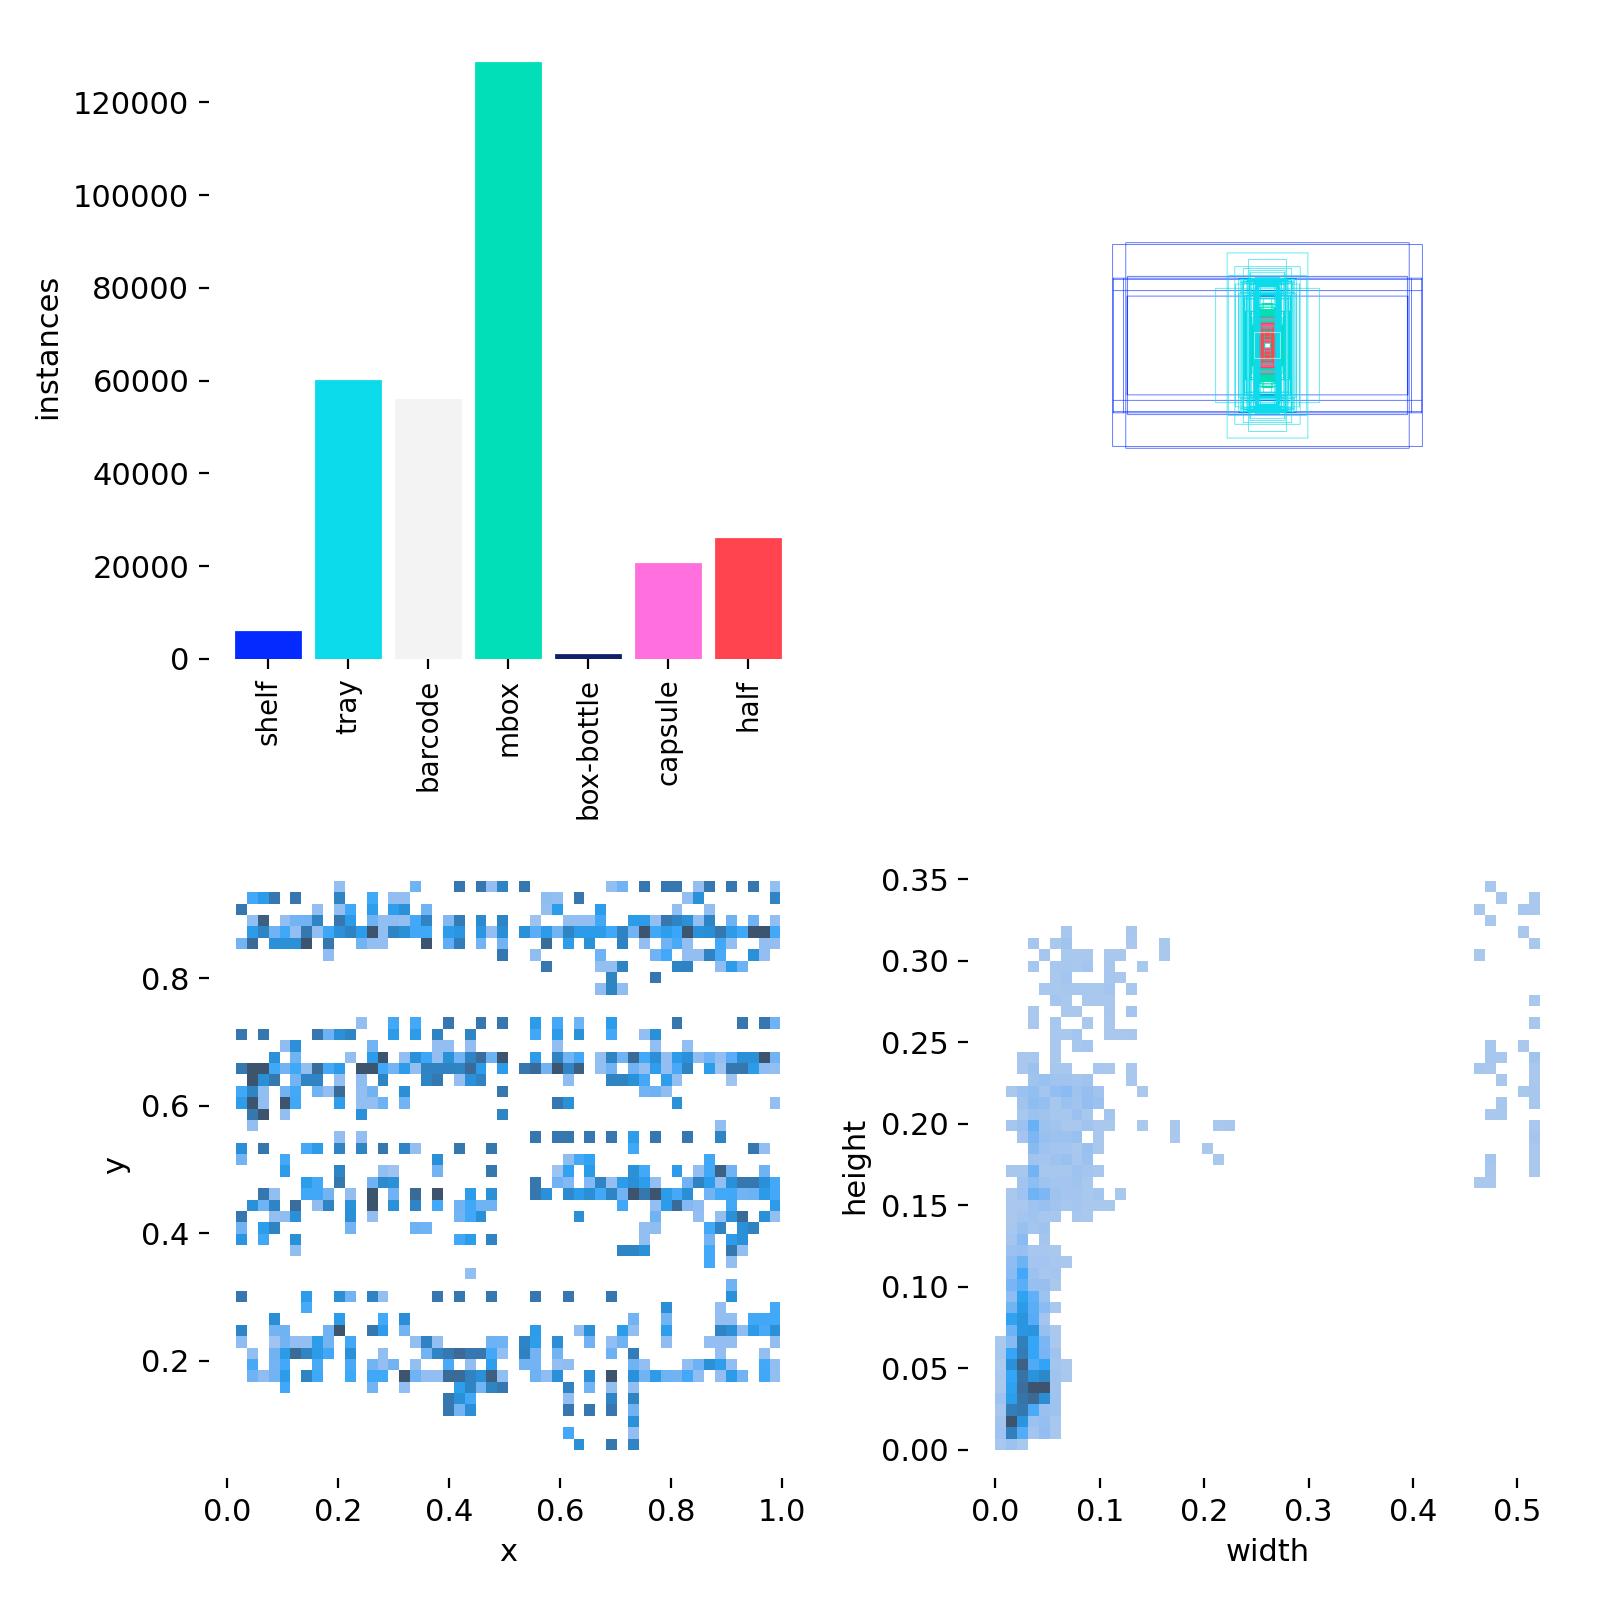 120000
100000
80000
60000
40000
20000
0
instances
shelf
tray
barcode
mbox
box-bottle
capsule
half
0.8
0.6
0.4
0.2
y
0.0 0.2 0.4 0.6 0.8 1.0
x
0.35
0.30
0.25
0.20
0.15
0.10
0.05
0.00
height
0.0 0.1 0.2 0.3 0.4 0.5
width